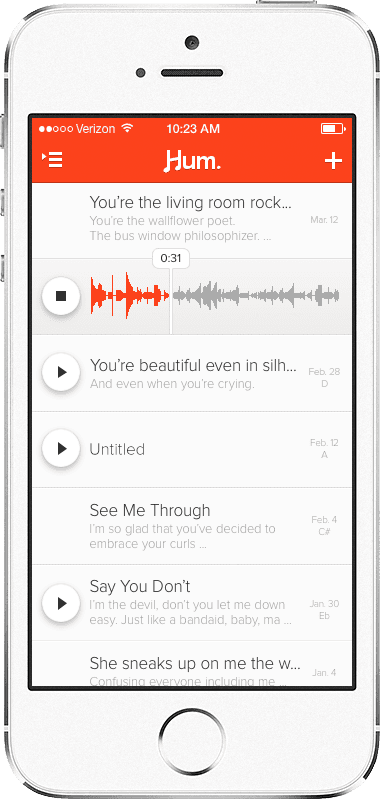 Verizon 10:23 AM
Hum.
You're the living room rock...
You're the wallflower poet.
The bus window philosophizer. ...
Mar. 12
0:31
You're beautiful even in silh...
And even when you're crying.
Feb. 28
D
Untitled
Feb. 12
A
See Me Through
I'm so glad that you've decided to
embrace your curls ...
Feb. 4
C#
Say You Don't
I'm the devil, don't you let me down
easy. Just like a bandaid, baby, ma ...
Jan. 30
Eb
She sneaks up on me the w...
Confusing everyone including me ...
Jan. 4